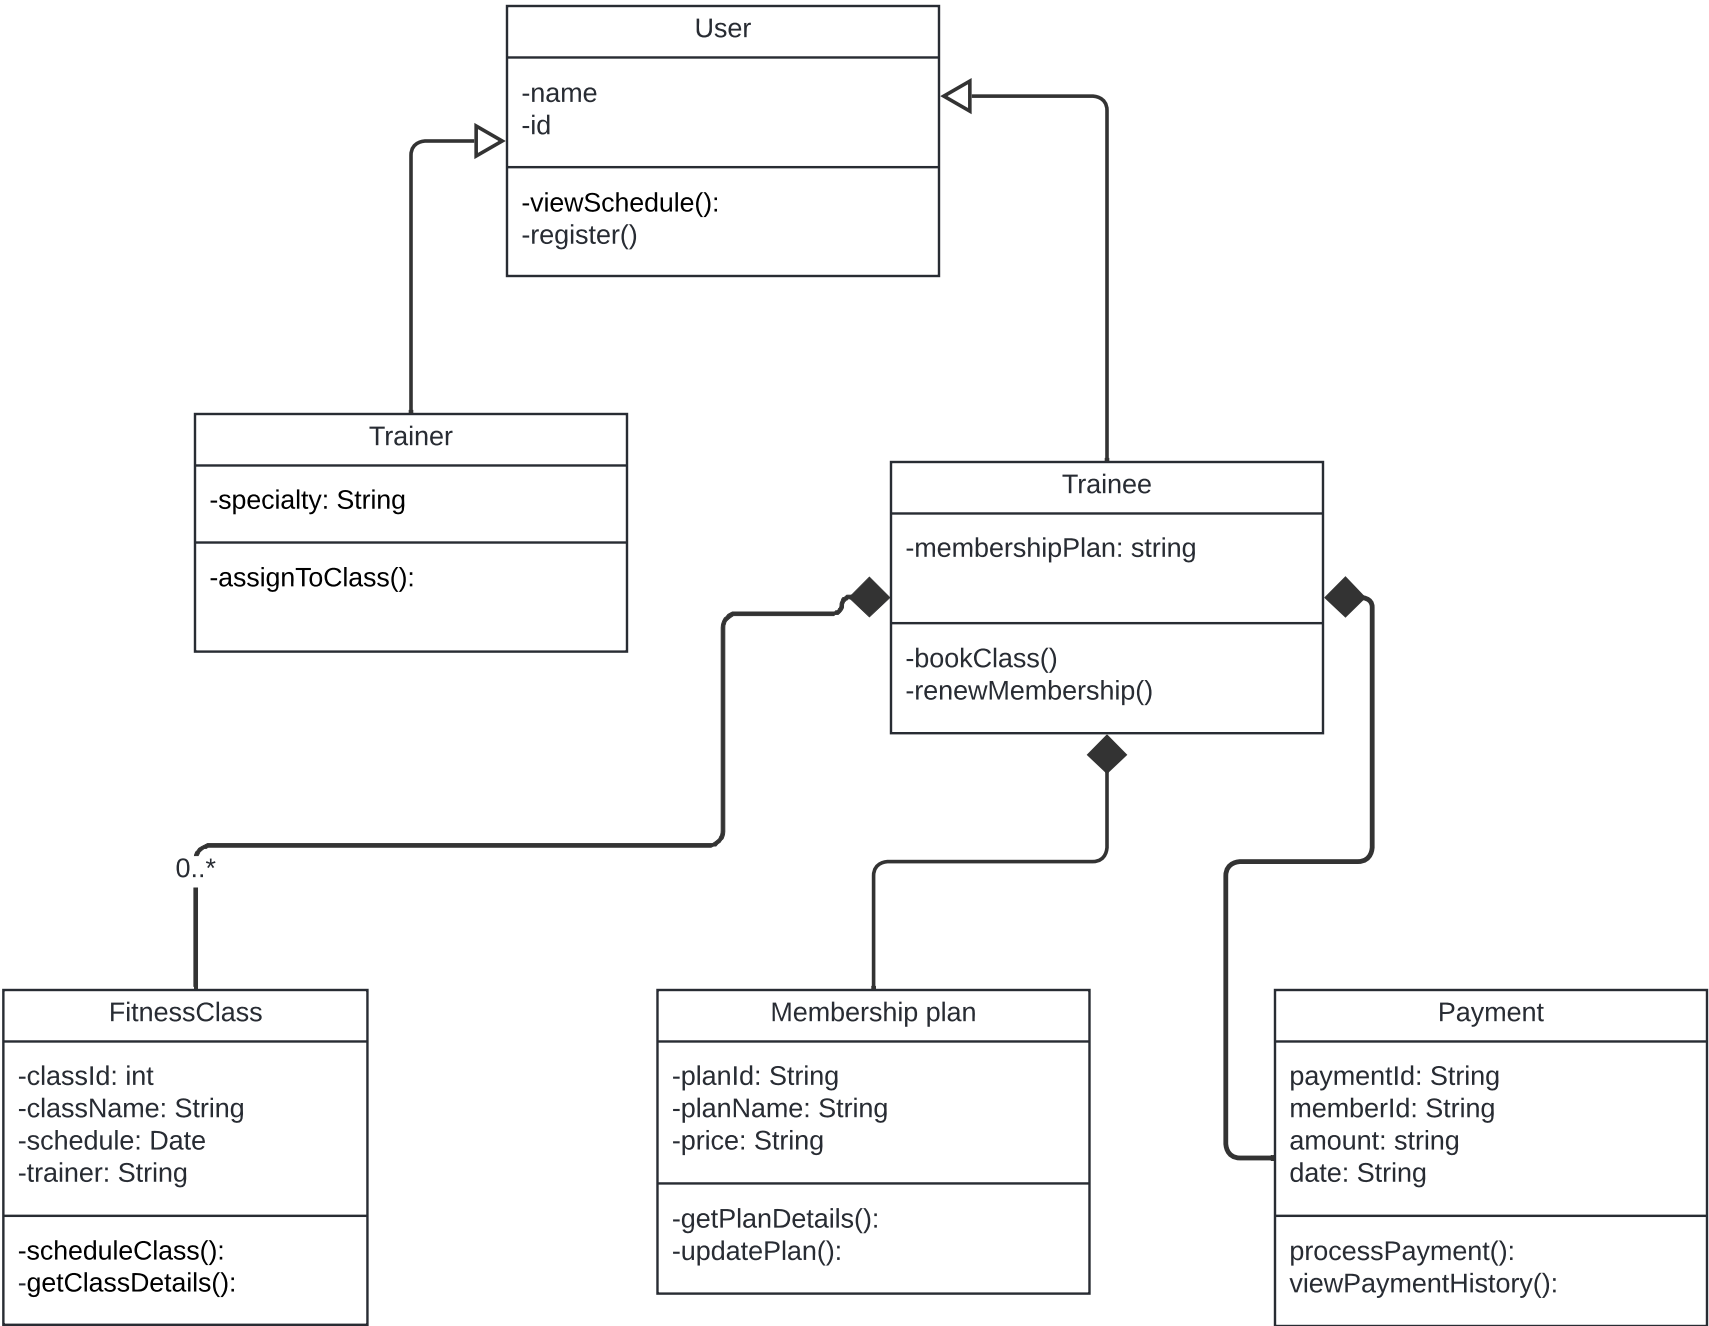 User
-name
-id
-viewSchedule():
-register()
Trainer
-specialty: String
-assignToClass():
Trainee
-membershipPlan: string
-bookClass()
-renewMembership()
0..*
FitnessClass
-classId: int
-className: String
-schedule: Date
-trainer: String
-scheduleClass():
-getClassDetails():
Membership plan
-planId: String
-planName: String
-price: String
-getPlanDetails():
-updatePlan():
Payment
paymentId: String
memberId: String
amount: string
date: String
processPayment():
viewPaymentHistory():